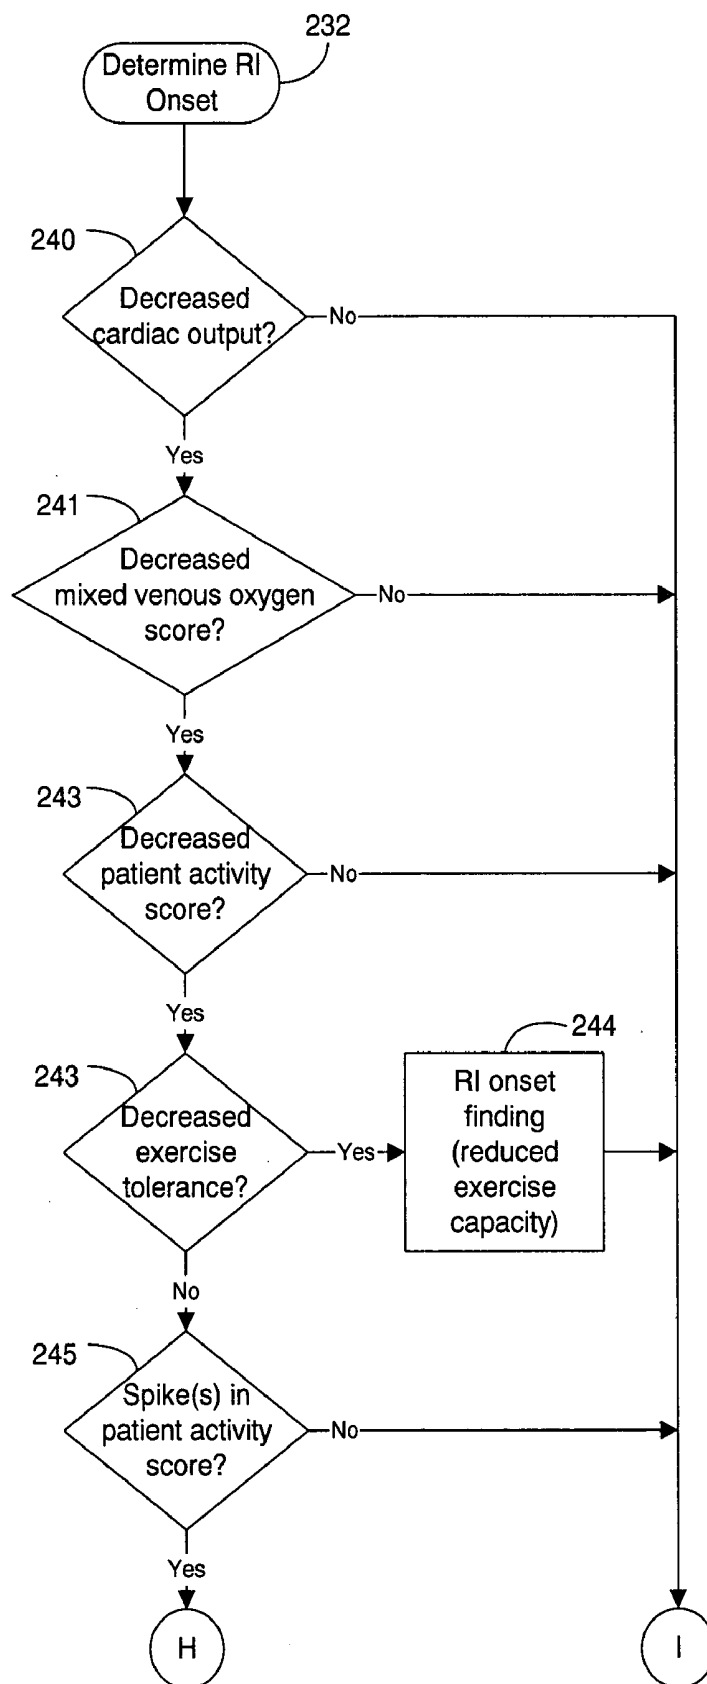 232
Determine RI
Onset
240
Decreased
cardiac output?
No
Yes
241
Decreased
mixed venous oxygen
score?
No
Yes
243
Decreased
patient activity
score?
No
Yes
243
Decreased
exercise
tolerance?
Yes
244
RI onset
finding
(reduced
exercise
capacity)
No
245
Spike(s) in
patient activity
score?
No
Yes
H
I